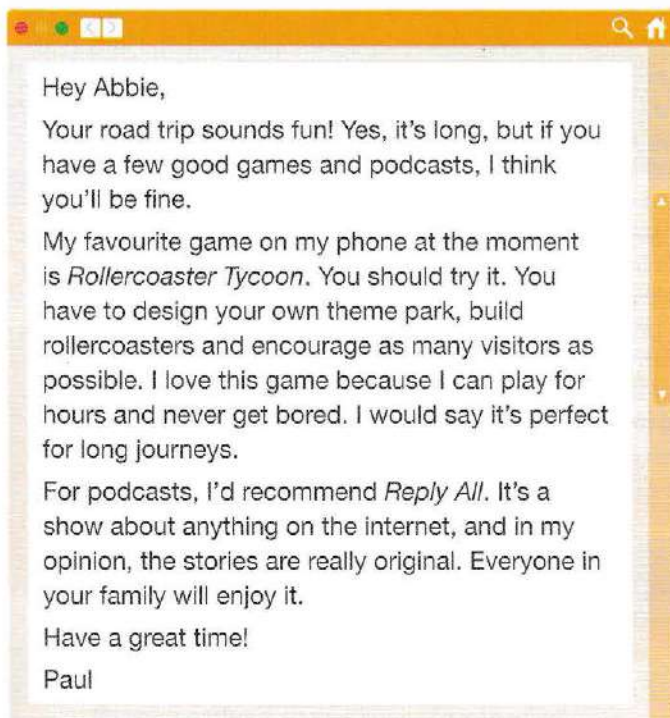 Hey Abbie,
Your road trip sounds fun! Yes, it's long, but if you
have a few good games and podcasts, I think
you'll be fine.
My favourite game on my phone at the moment
is Rollercoaster Tycoon. You should try it. You
have to design your own theme park, build
rollercoasters and encourage as many visitors as
possible. I love this game because I can play for
hours and never get bored. I would say it's perfect
for long journeys.
For podcasts, I'd recommend Reply All. It's a
show about anything on the internet, and in my
opinion, the stories are really original. Everyone in
your family will enjoy it.
Have a great time!
Paul